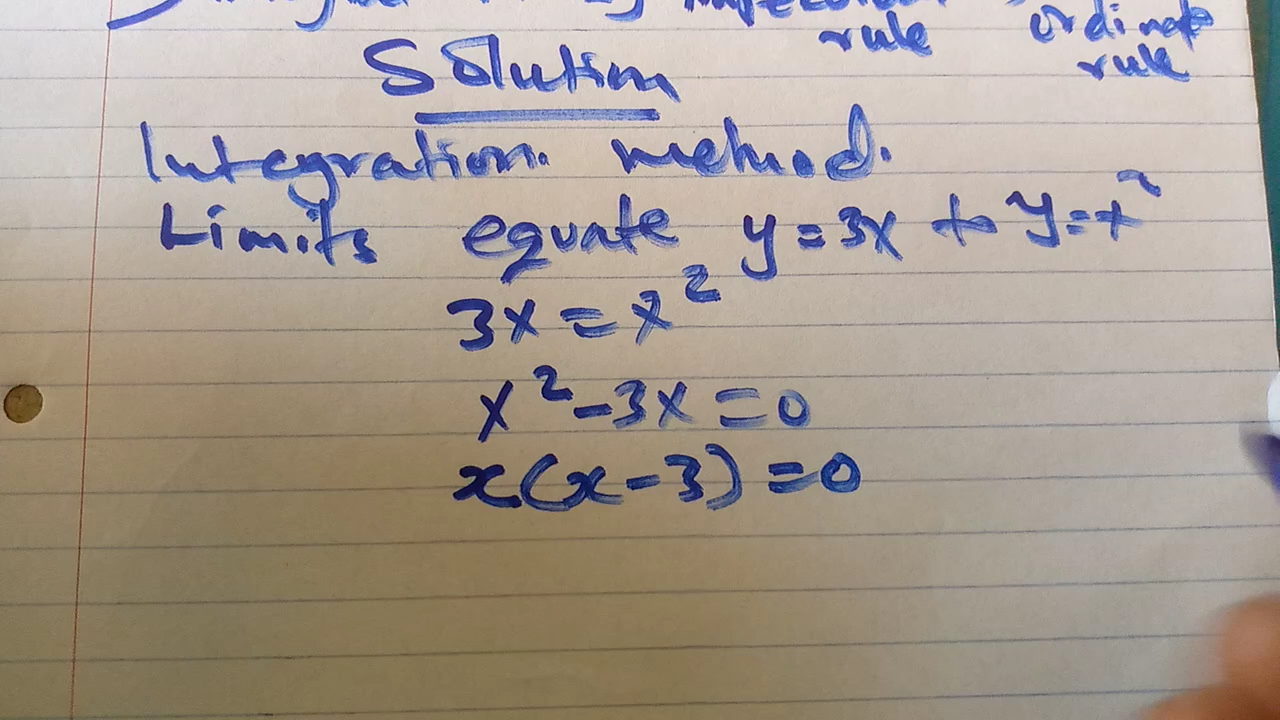 rule ordinate
rule
Solution
Integration. method.
Limits equate y=3x to y=x²
3x=x²
x²-3x=0
x(x-3)=0